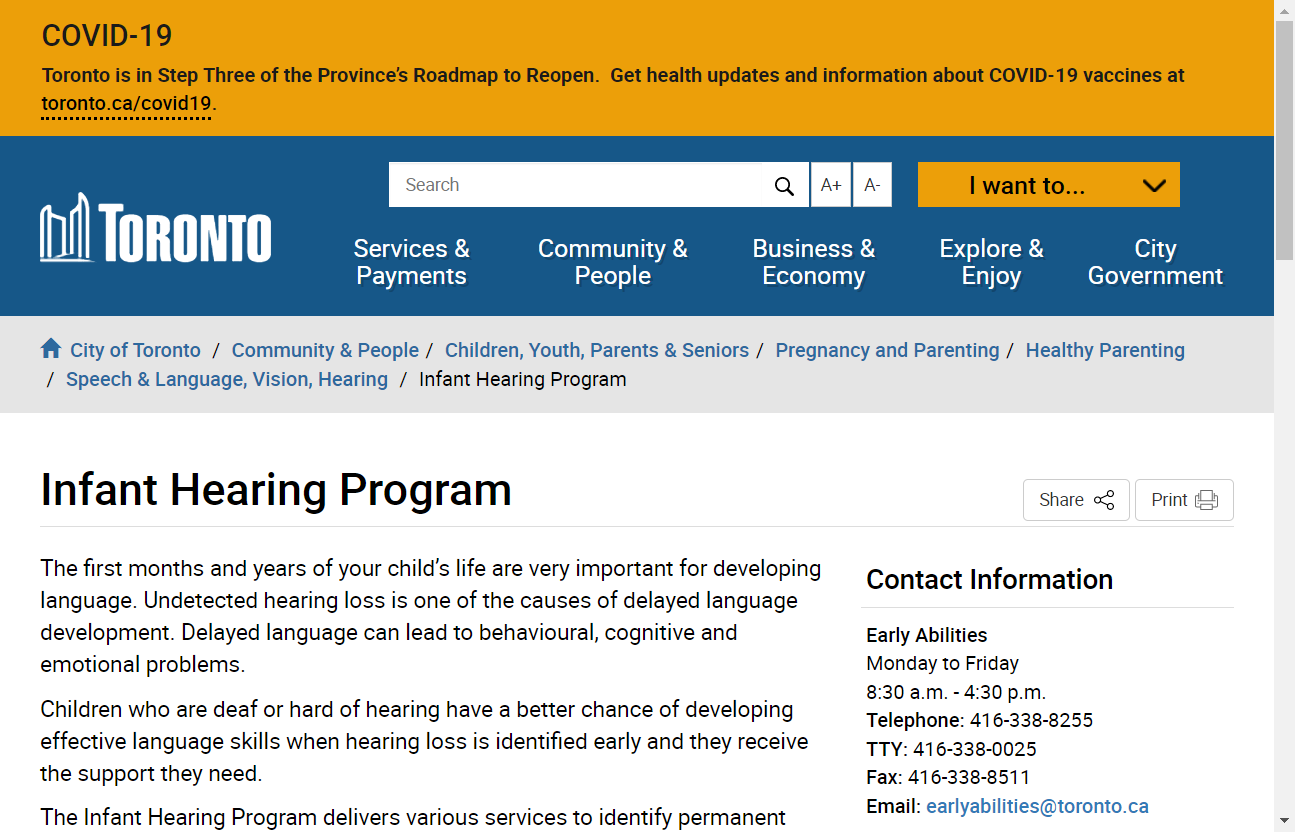 COVID-19
Toronto is in Step Three of the Province’s Roadmap to Reopen.  Get health updates and information about COVID-19 vaccines at
toronto.ca/covid19.
Search
A+
A-
I want to...
TORONTO
Services &
Payments
Community &
People
Business &
Economy
Explore &
Enjoy
City
Government
City of Toronto / Community & People / Children, Youth, Parents & Seniors / Pregnancy and Parenting / Healthy Parenting
/ Speech & Language, Vision, Hearing / Infant Hearing Program
Infant Hearing Program
Share
Print
The first months and years of your child’s life are very important for developing
language. Undetected hearing loss is one of the causes of delayed language
development. Delayed language can lead to behavioural, cognitive and
emotional problems.
Children who are deaf or hard of hearing have a better chance of developing
effective language skills when hearing loss is identified early and they receive
the support they need.
The Infant Hearing Program delivers various services to identify permanent
Contact Information
Early Abilities
Monday to Friday
8:30 a.m. - 4:30 p.m.
Telephone: 416-338-8255
TTY: 416-338-0025
Fax: 416-338-8511
Email: earlyabilities@toronto.ca